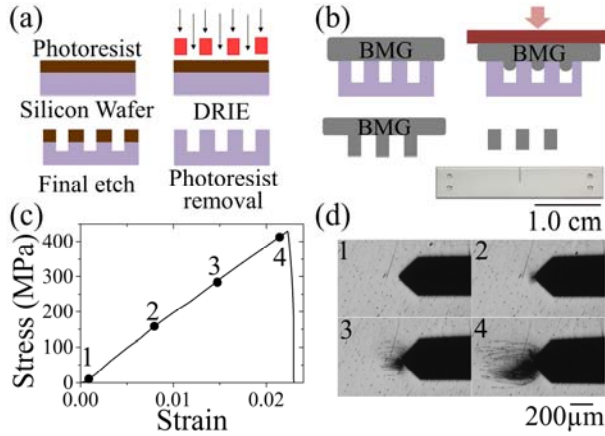 (a)
Photoresist
Silicon Wafer
DRIE
Final etch
Photoresist
removal
(b)
BMG
BMG
BMG
1.0 cm
(c)
Stress (MPa)
400
300
200
100
0
0.00
0.01
0.02
Strain
1
2
3
4
(d)
1
2
3
4
200µm